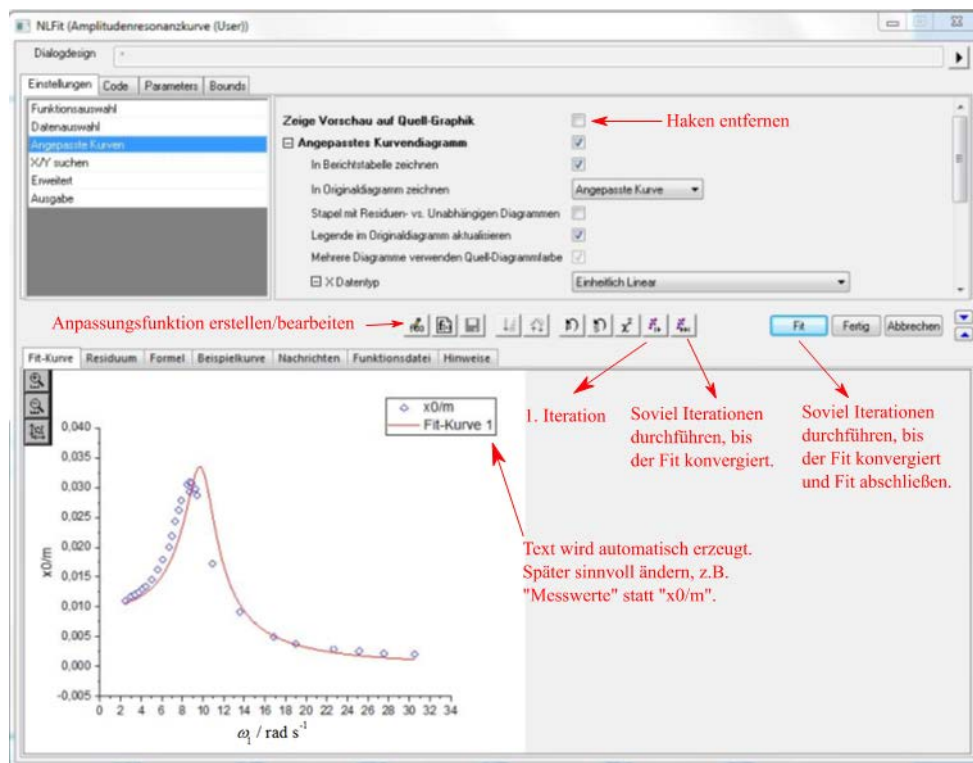 NLFit (Amplitudenresonanzkurve (User))
Dialogdesign
Einstellungen Code Parameters Bounds
Funktionsauswahl
Datenauswahl
Angepasste Kurven
X/Y suchen
Erweitert
Ausgabe
Zeige Vorschau auf Quell-Graphik
Haken entfernen
Angepasstes Kurvendiagramm
In Berichtstabelle zeichnen
In Originaldiagramm zeichnen Angepasste Kurve
Stapel mit Residuen- vs. Unabhängigen Diagrammen
Legende im Originaldiagramm aktualisieren
Mehrere Diagramme verwenden Quell-Diagrammfarbe
X Datentyp Einheitlich Linear
Anpassungsfunktion erstellen/bearbeiten
Fit Fertig Abbrechen
Fit-Kurve Residuum Formel Beispielkurve Nachrichten Funktionsdatei Hinweise
x0/m
Fit-Kurve 1
1. Iteration
Soviel Iterationen
durchführen, bis
der Fit konvergiert.
Soviel Iterationen
durchführen, bis
der Fit konvergiert
und Fit abschließen.
Text wird automatisch erzeugt.
Später sinnvoll ändern, z.B.
"Messwerte" statt "x0/m".
x0/m
0,040
0,035
0,030
0,025
0,020
0,015
0,010
0,005
0,000
-0,005
0 2 4 6 8 10 12 14 16 18 20 22 24 26 28 30 32 34
ω₁ / rad s⁻¹